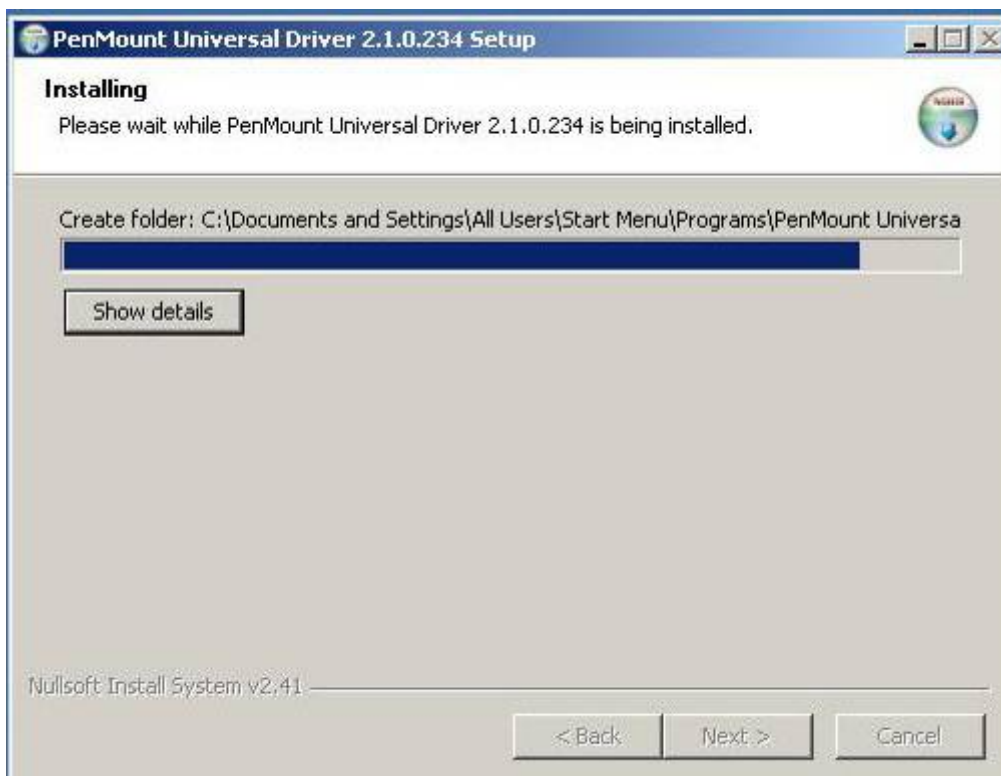 PenMount Universal Driver 2.1.0.234 Setup
Installing
Please wait while PenMount Universal Driver 2.1.0.234 is being installed.
Create folder: C:\Documents and Settings\All Users\Start Menu\Programs\PenMount Universa
Show details
Nullsoft Install System v2.41
< Back
Next >
Cancel